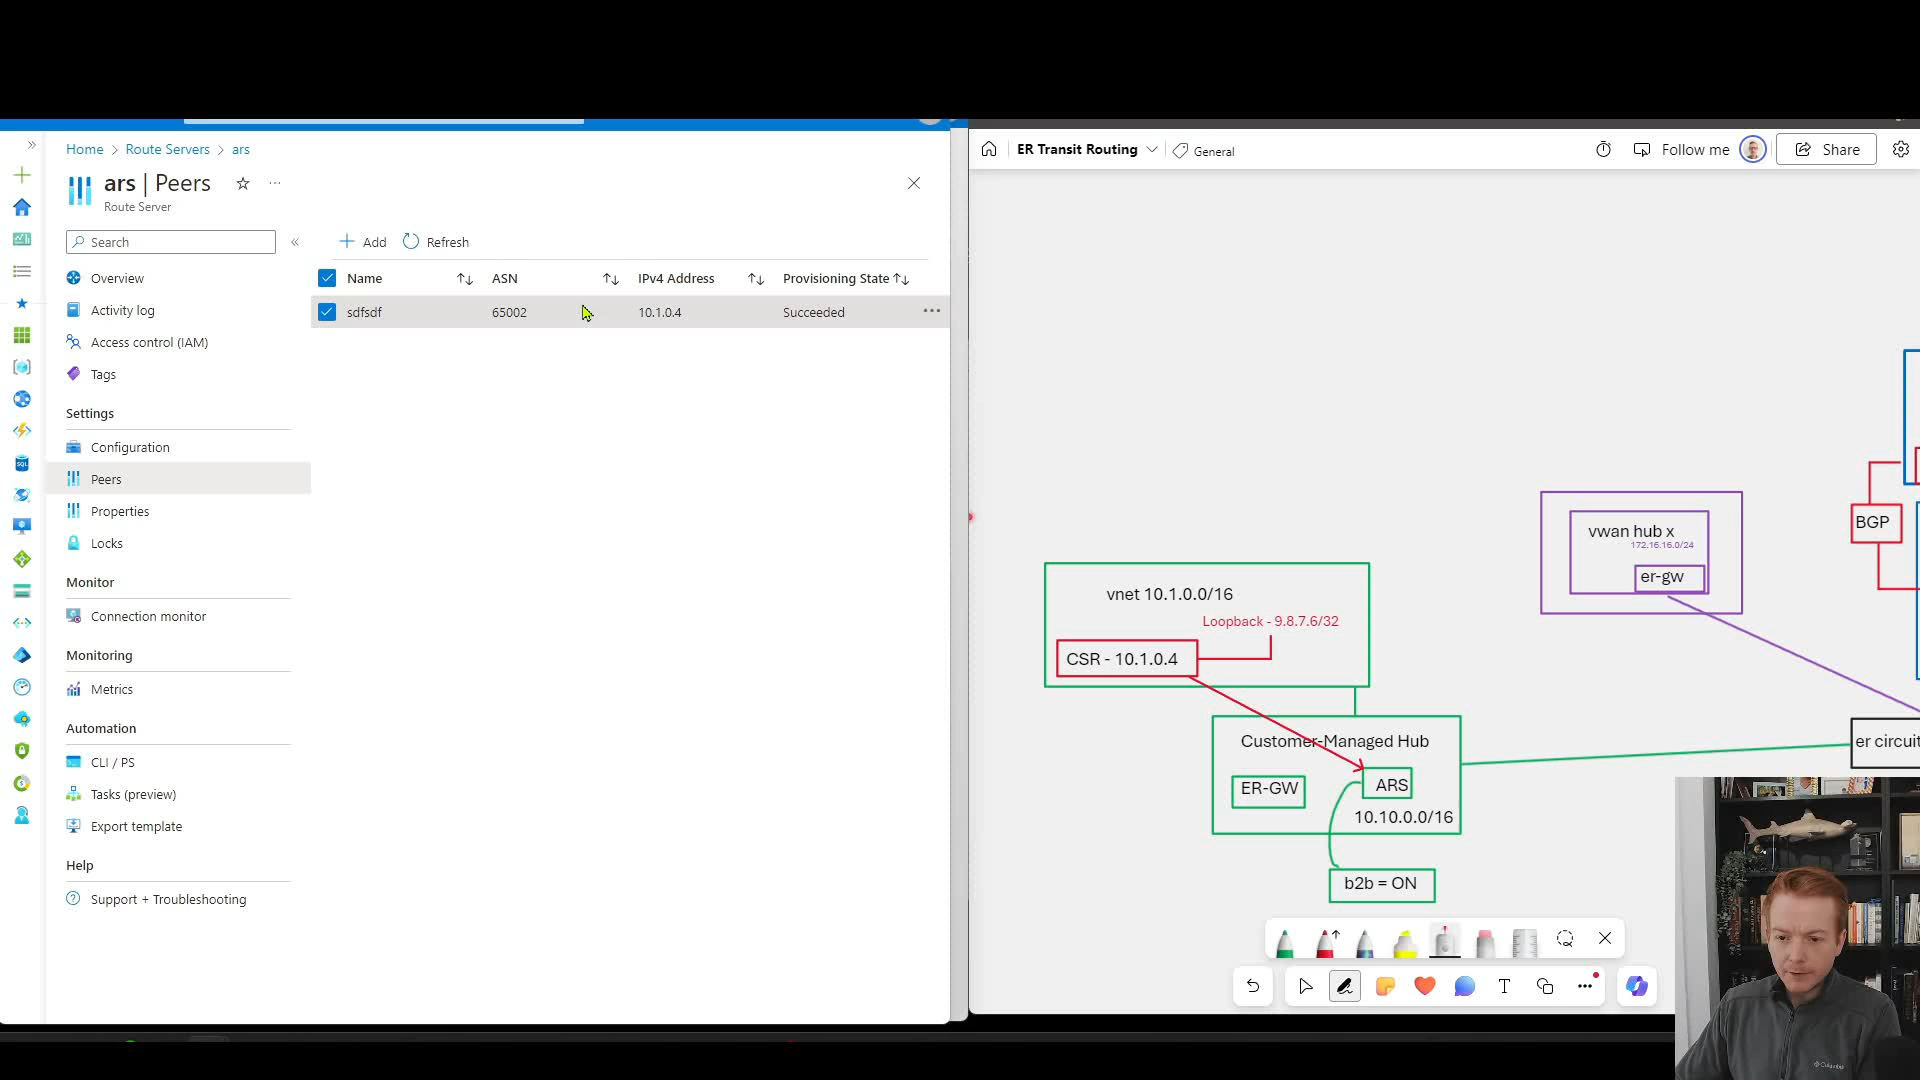 Home > Route Servers > ars
ars | Peers
Route Server
Search
Add
Refresh
Overview
Activity log
Access control (IAM)
Tags
Settings
Configuration
Peers
Properties
Locks
Monitor
Connection monitor
Monitoring
Metrics
Automation
CLI / PS
Tasks (preview)
Export template
Help
Support + Troubleshooting
Name ASN IPv4 Address Provisioning State
sdfsdf 65002 10.1.0.4 Succeeded
ER Transit Routing
General
Follow me
Share
vwan hub x
172.16.16.0/24
er-gw
BGP
vnet 10.1.0.0/16
Loopback - 9.8.7.6/32
CSR - 10.1.0.4
Customer-Managed Hub
ER-GW
ARS
10.10.0.0/16
er circuit
b2b = ON
T
SQL
Columbia